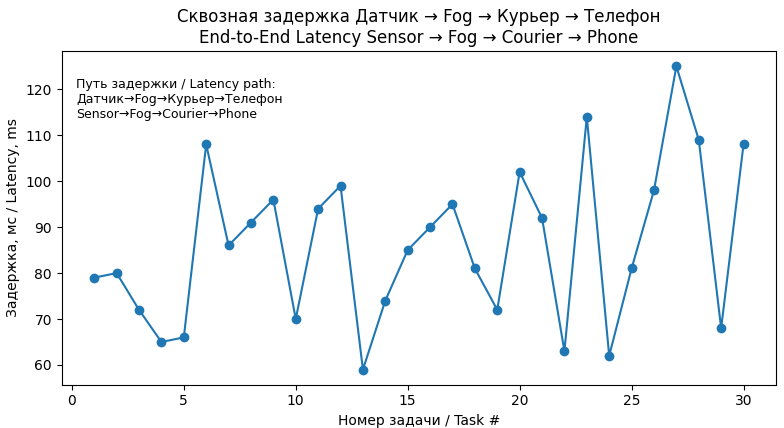 Сквозная задержка Датчик → Fog → Курьер → Телефон
End-to-End Latency Sensor → Fog → Courier → Phone
Путь задержки / Latency path:
Датчик→Fog→Курьер→Телефон
Sensor→Fog→Courier→Phone
Задержка, мс / Latency, ms
120
110
100
90
80
70
60
0 5 10 15 20 25 30
Номер задачи / Task #